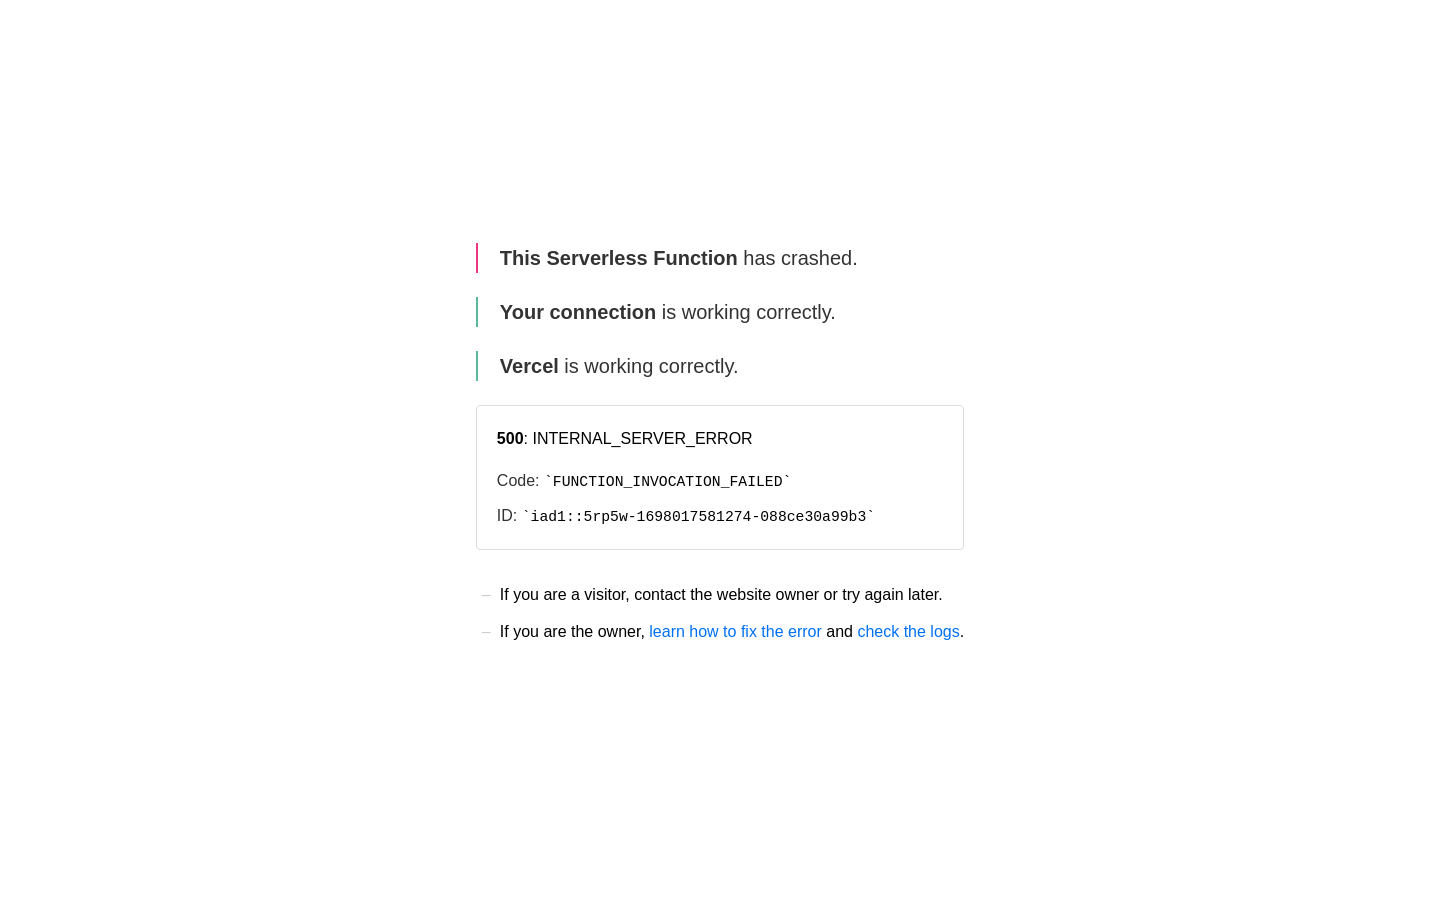 This Serverless Function has crashed.
Your connection is working correctly.
Vercel is working correctly.
500: INTERNAL_SERVER_ERROR
Code: `FUNCTION_INVOCATION_FAILED`
ID: `iad1::5rp5w-1698017581274-088ce30a99b3`
– If you are a visitor, contact the website owner or try again later.
– If you are the owner, learn how to fix the error and check the logs.